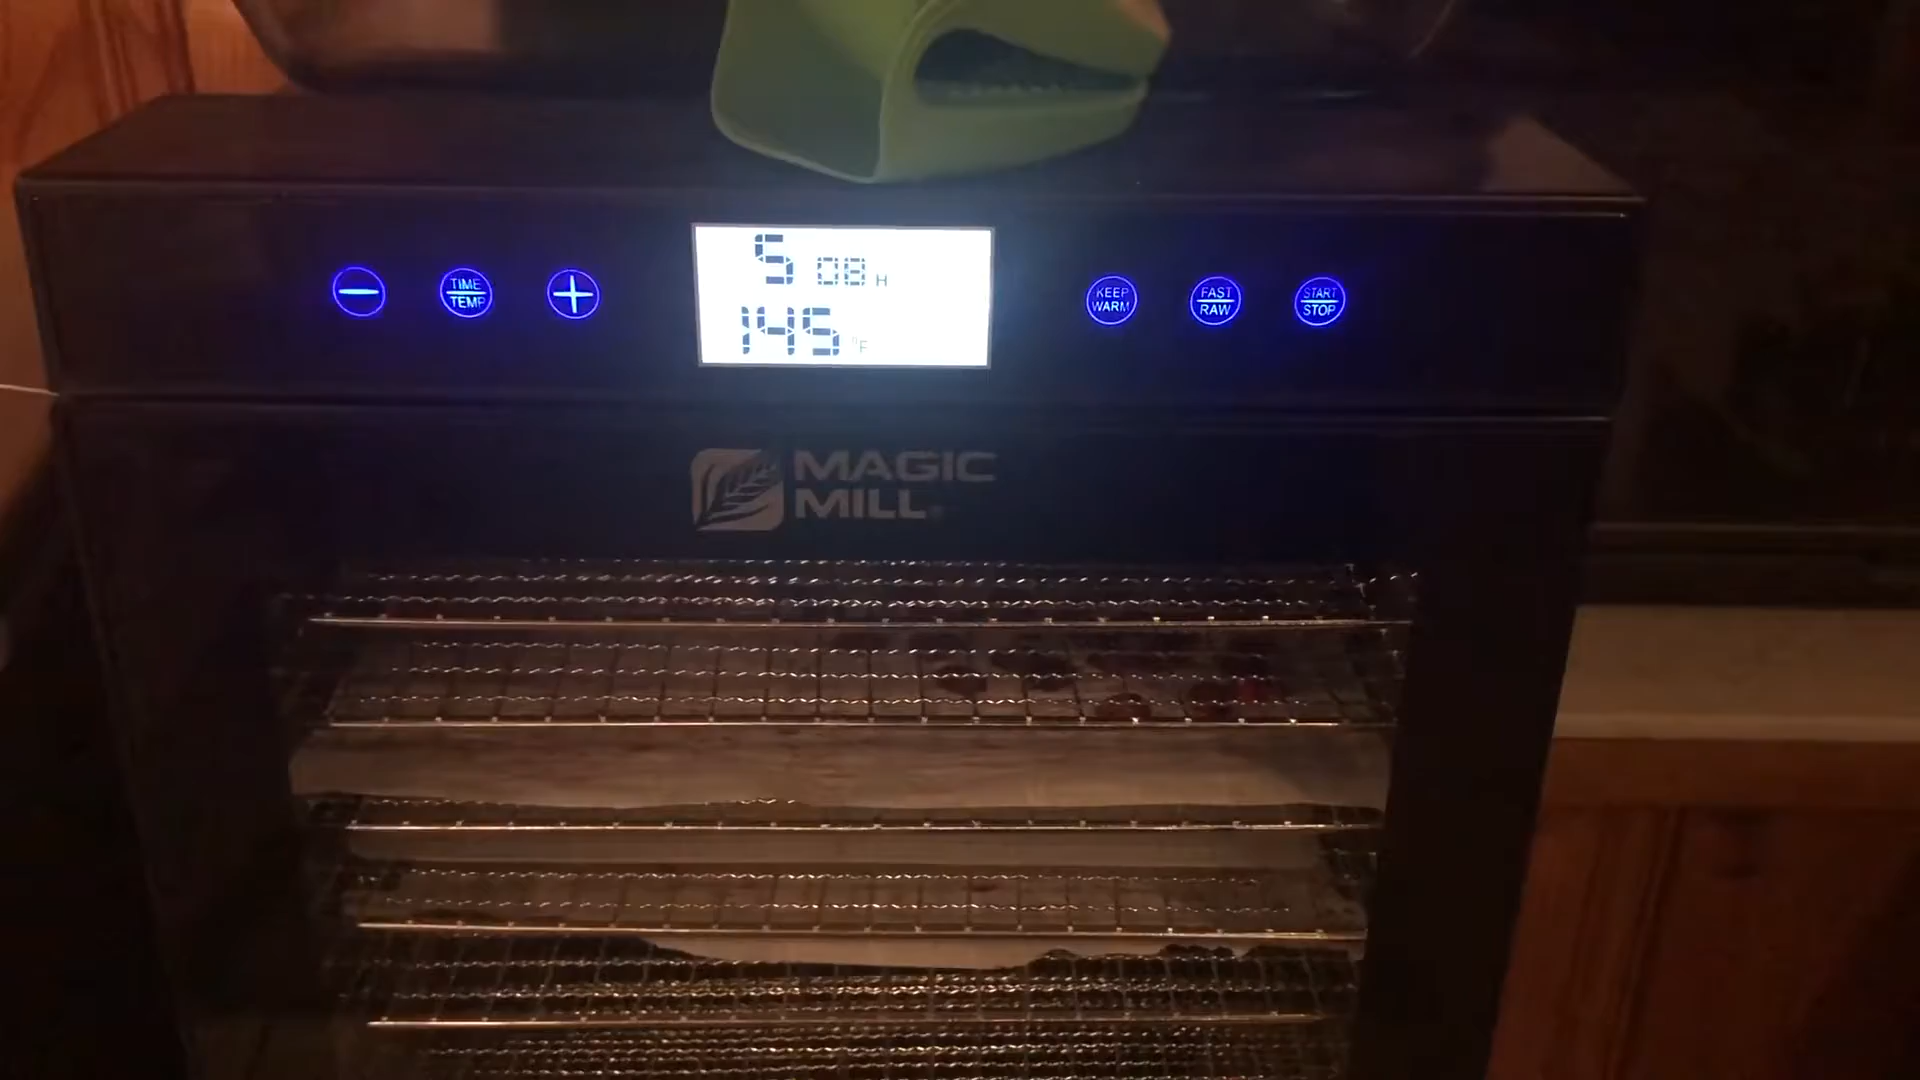 −
TIME
TEMP
+
5 08 H
145 °F
KEEP
WARM
FAST
RAW
START
STOP
MAGIC
MILL